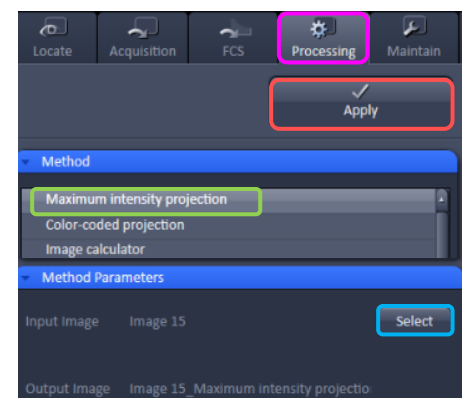 Locate Acquisition FCS Processing Maintain
Apply
Method
Maximum intensity projection
Color-coded projection
Image calculator
Method Parameters
Input Image Image 15 Select
Output Image Image 15_Maximum intensity projectio